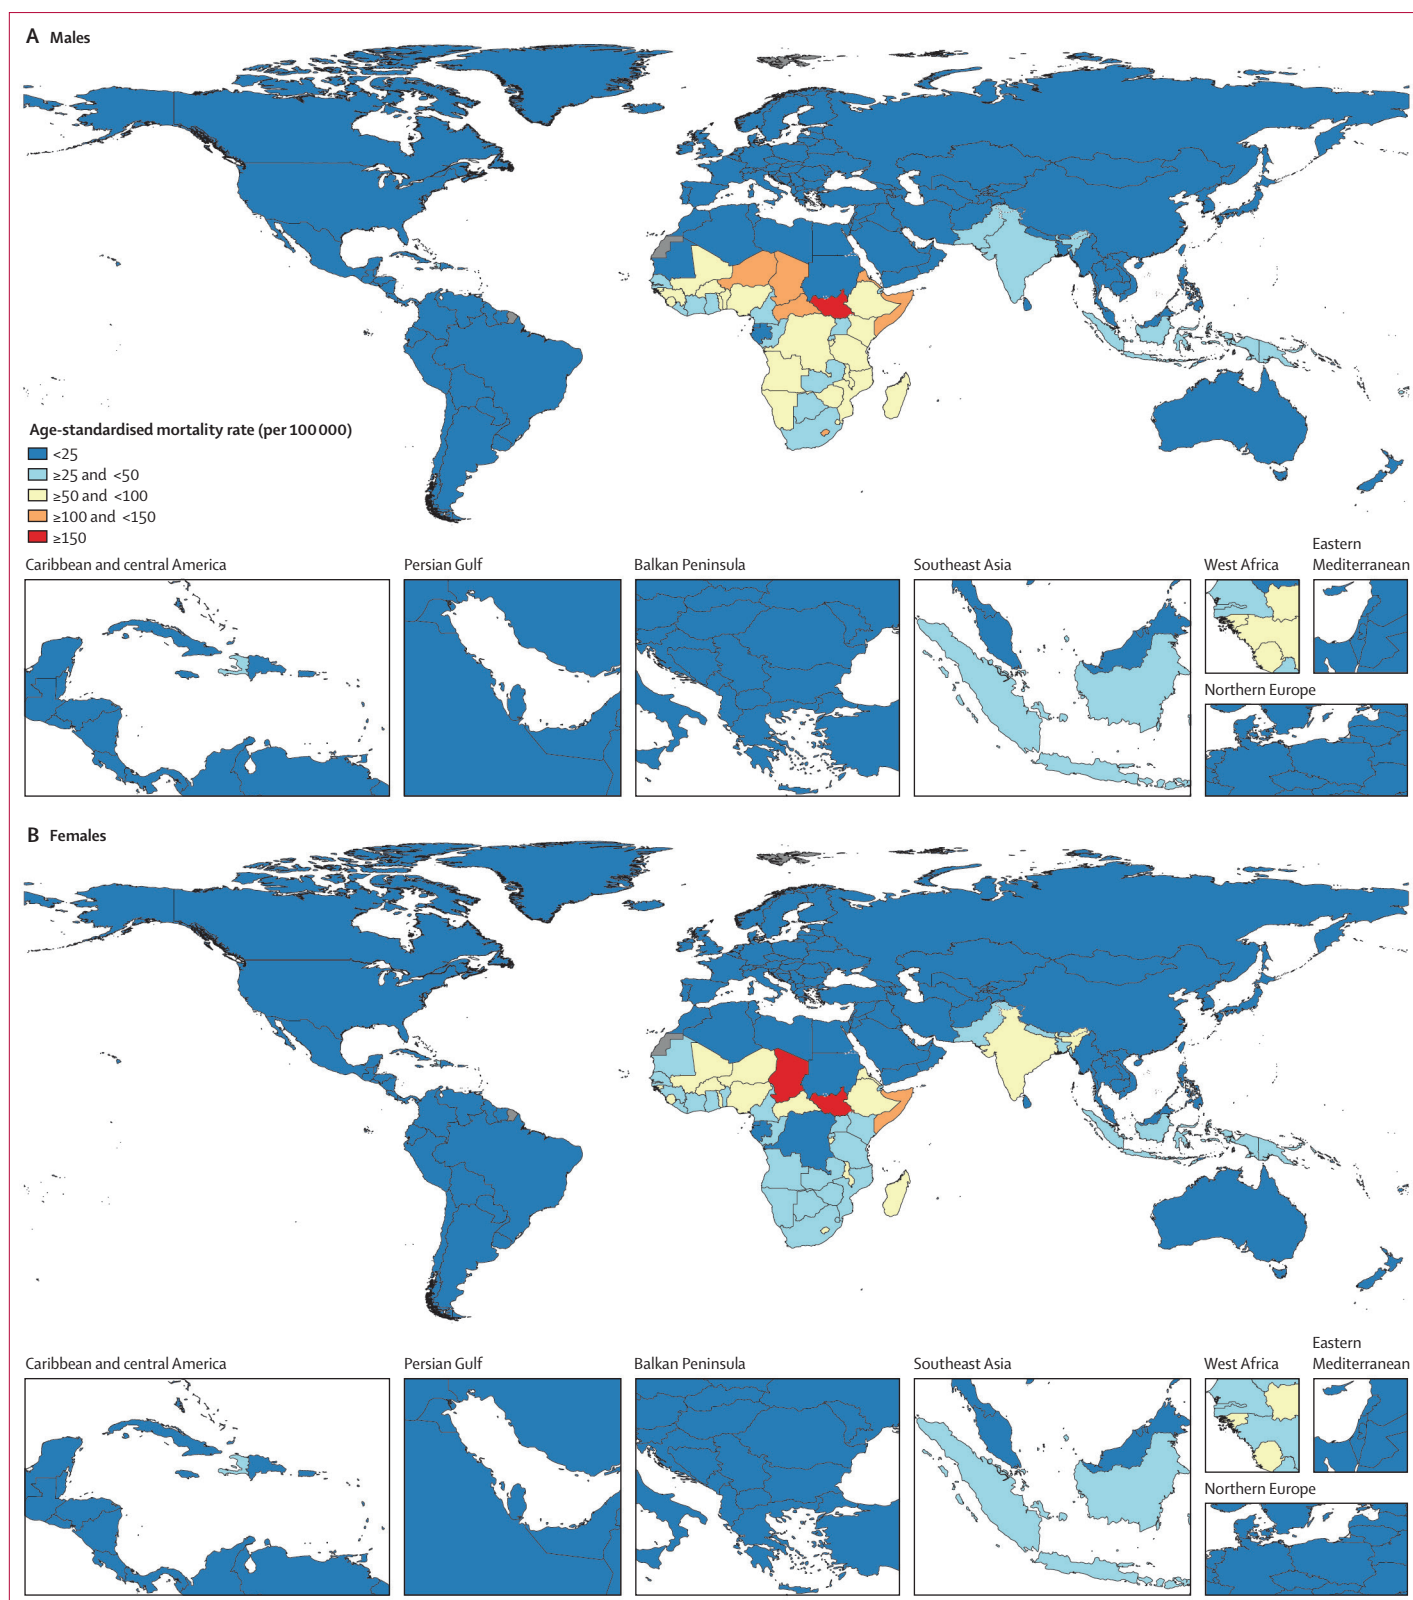 A Males
Age-standardised mortality rate (per 100 000)
<25
≥25 and <50
≥50 and <100
≥100 and <150
≥150
Caribbean and central America
Persian Gulf
Balkan Peninsula
Southeast Asia
West Africa
Eastern
Mediterranean
Northern Europe
B Females
Caribbean and central America
Persian Gulf
Balkan Peninsula
Southeast Asia
West Africa
Eastern
Mediterranean
Northern Europe